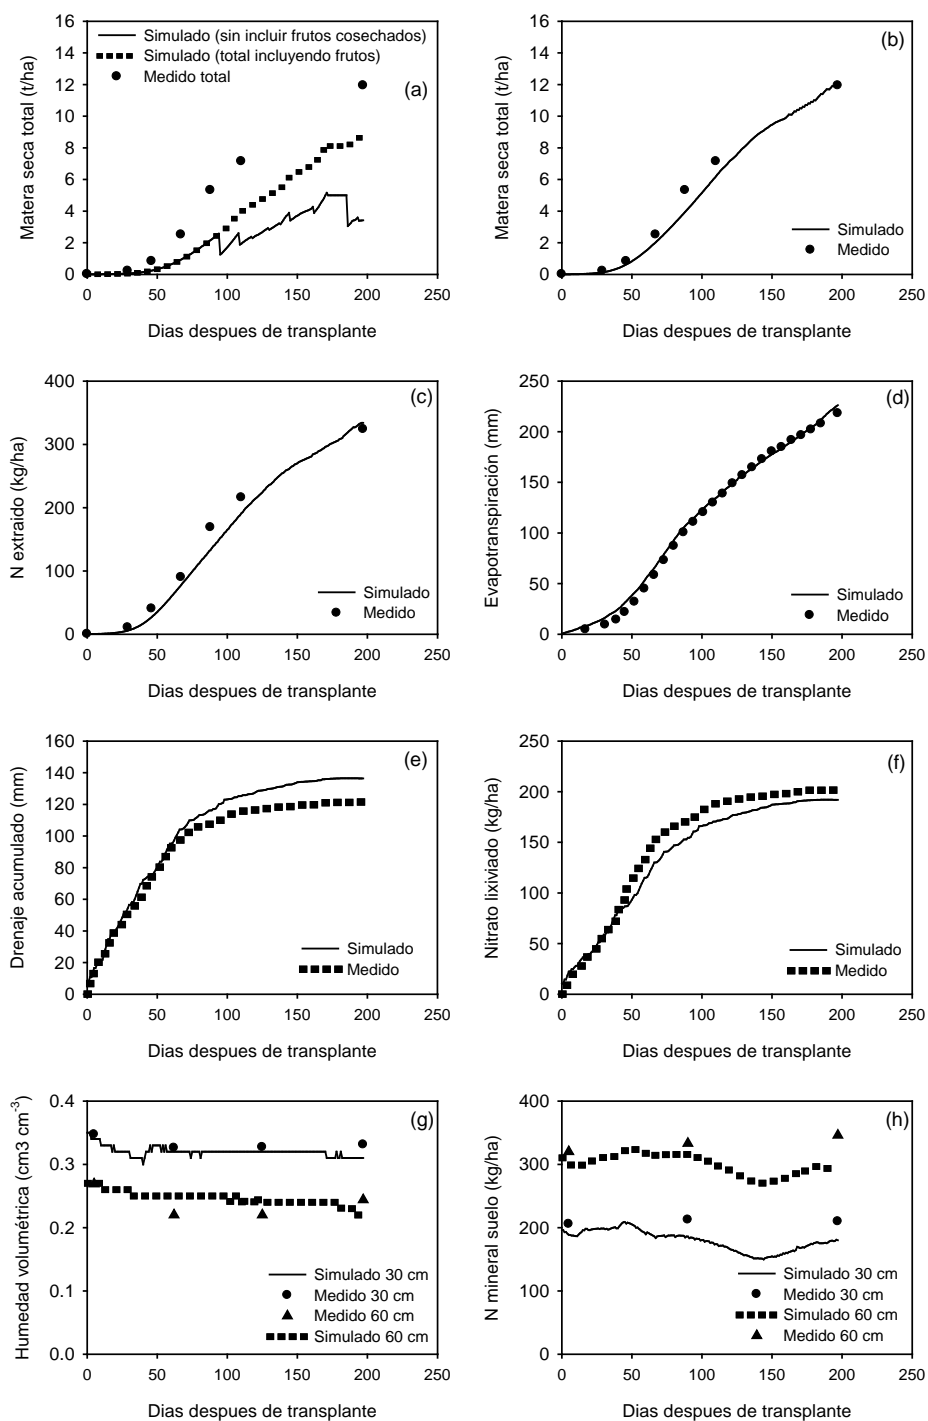 16
14
12
10
8
6
4
2
0
Matera seca total (t/ha)
Simulado (sin incluir frutos cosechados)
Simulado (total incluyendo frutos)
Medido total
(a)
0 50 100 150 200 250
Dias despues de transplante
16
14
12
10
8
6
4
2
0
Matera seca total (t/ha)
(b)
Simulado
Medido
0 50 100 150 200 250
Dias despues de transplante
400
300
200
100
0
N extraido (kg/ha)
(c)
Simulado
Medido
0 50 100 150 200 250
Dias despues de transplante
250
200
150
100
50
0
Evapotranspiración (mm)
(d)
Simulado
Medido
0 50 100 150 200 250
Dias despues de transplante
160
140
120
100
80
60
40
20
0
Drenaje acumulado (mm)
(e)
Simulado
Medido
0 50 100 150 200 250
Dias despues de transplante
250
200
150
100
50
0
Nitrato lixiviado (kg/ha)
(f)
Simulado
Medido
0 50 100 150 200 250
Dias despues de transplante
0.4
0.3
0.2
0.1
0.0
Humedad volumétrica (cm3 cm-3)
(g)
Simulado 30 cm
Medido 30 cm
Medido 60 cm
Simulado 60 cm
0 50 100 150 200 250
Dias despues de transplante
400
300
200
100
0
N mineral suelo (kg/ha)
(h)
Simulado 30 cm
Medido 30 cm
Simulado 60 cm
Medido 60 cm
0 50 100 150 200 250
Dias despues de transplante